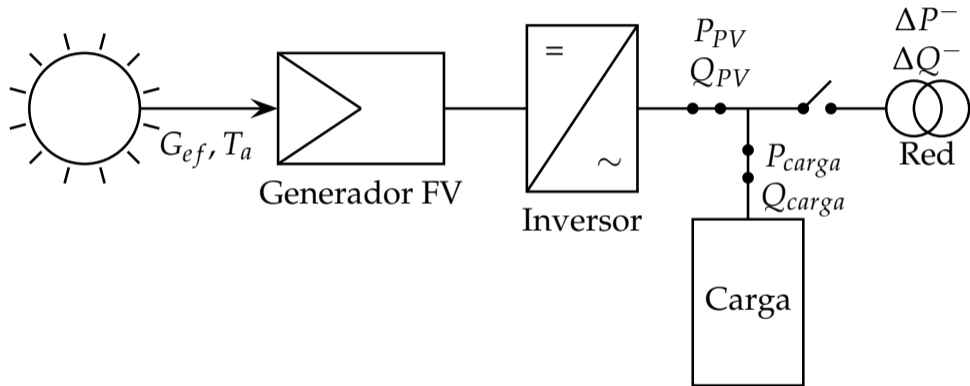 G_ef, T_a
Generador FV
=
~
Inversor
P_PV
Q_PV
P_carga
Q_carga
Carga
ΔP⁻
ΔQ⁻
Red